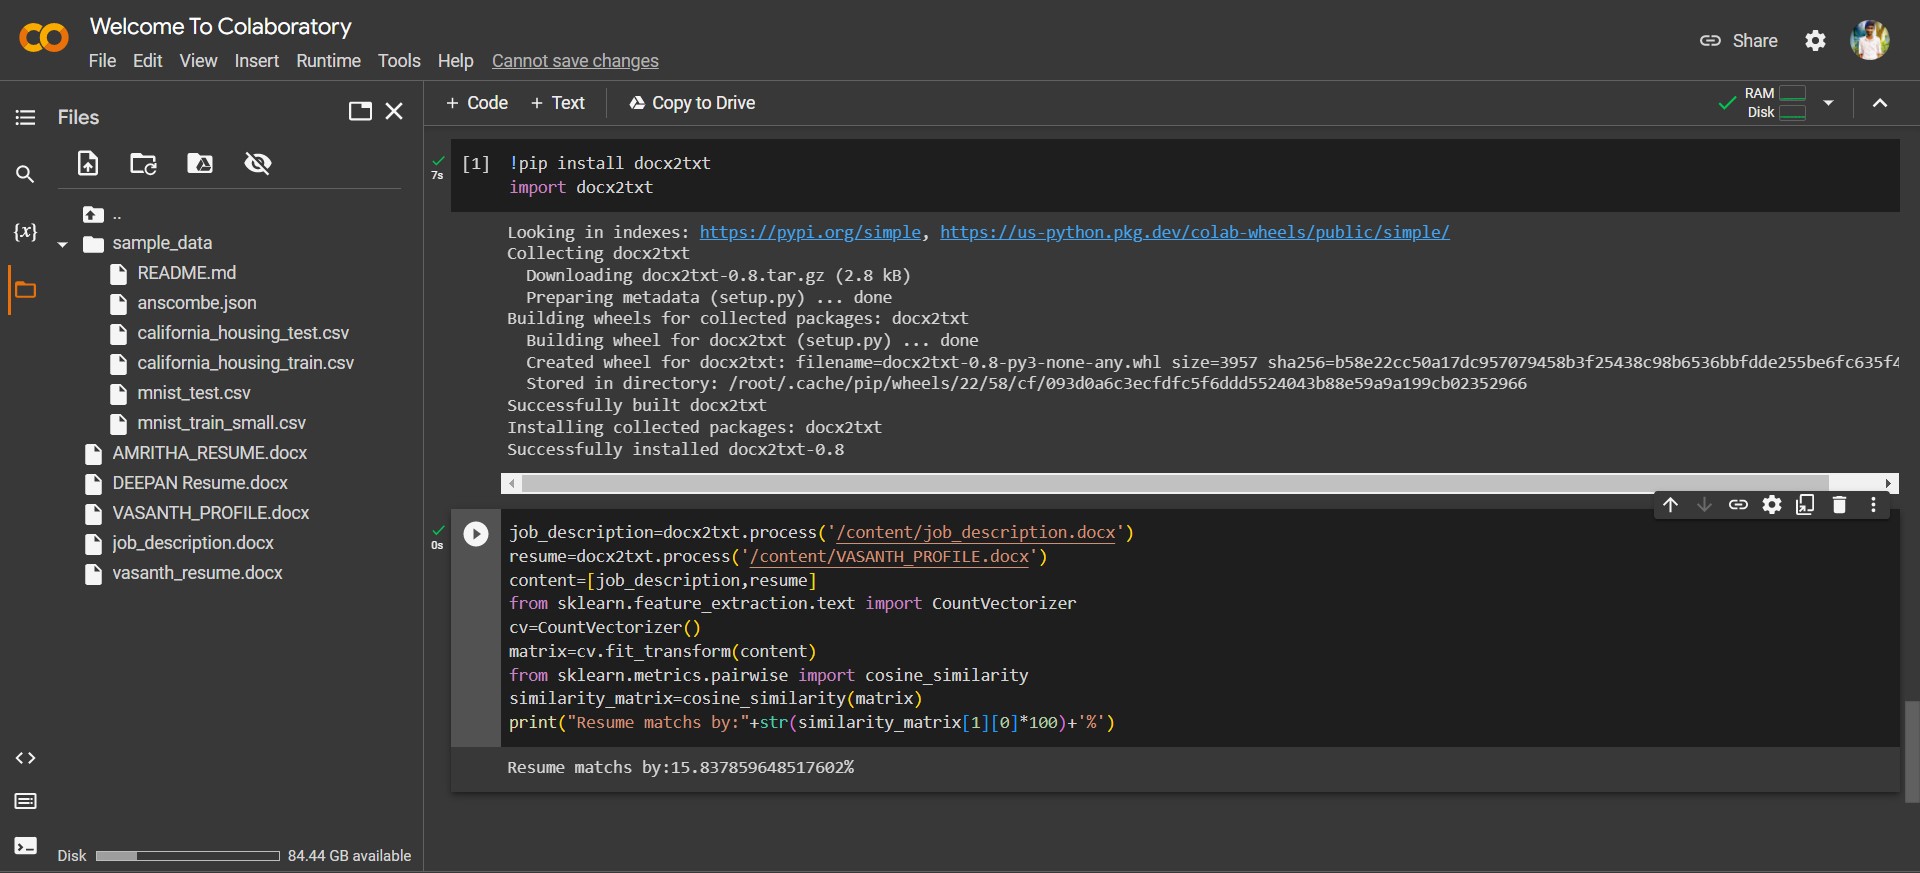 Welcome To Colaboratory
File Edit View Insert Runtime Tools Help Cannot save changes
Share
Files
+ Code + Text Copy to Drive
RAM
Disk
..
sample_data
README.md
anscombe.json
california_housing_test.csv
california_housing_train.csv
mnist_test.csv
mnist_train_small.csv
AMRITHA_RESUME.docx
DEEPAN Resume.docx
VASANTH_PROFILE.docx
job_description.docx
vasanth_resume.docx
{x}
Disk 84.44 GB available
7s
[1] !pip install docx2txt
import docx2txt
Looking in indexes: https://pypi.org/simple, https://us-python.pkg.dev/colab-wheels/public/simple/
Collecting docx2txt
Downloading docx2txt-0.8.tar.gz (2.8 kB)
Preparing metadata (setup.py) ... done
Building wheels for collected packages: docx2txt
Building wheel for docx2txt (setup.py) ... done
Created wheel for docx2txt: filename=docx2txt-0.8-py3-none-any.whl size=3957 sha256=b58e22cc50a17dc957079458b3f25438c98b6536bbfdde255be6fc635f4
Stored in directory: /root/.cache/pip/wheels/22/58/cf/093d0a6c3ecfdfc5f6ddd5524043b88e59a9a199cb02352966
Successfully built docx2txt
Installing collected packages: docx2txt
Successfully installed docx2txt-0.8
0s
job_description=docx2txt.process('/content/job_description.docx')
resume=docx2txt.process('/content/VASANTH_PROFILE.docx')
content=[job_description,resume]
from sklearn.feature_extraction.text import CountVectorizer
cv=CountVectorizer()
matrix=cv.fit_transform(content)
from sklearn.metrics.pairwise import cosine_similarity
similarity_matrix=cosine_similarity(matrix)
print("Resume matchs by:"+str(similarity_matrix[1][0]*100)+'%')
Resume matchs by:15.837859648517602%